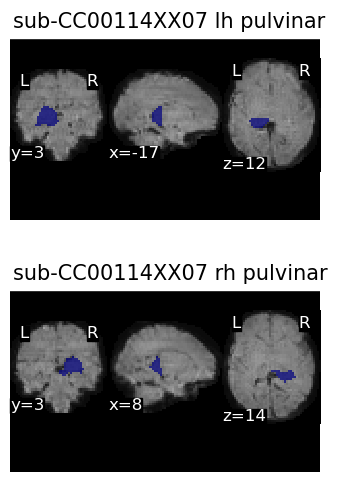 sub-CC00114XX07 lh pulvinar
L R L R
y=3 x=-17 z=12
sub-CC00114XX07 rh pulvinar
L R L R
y=3 x=8 z=14